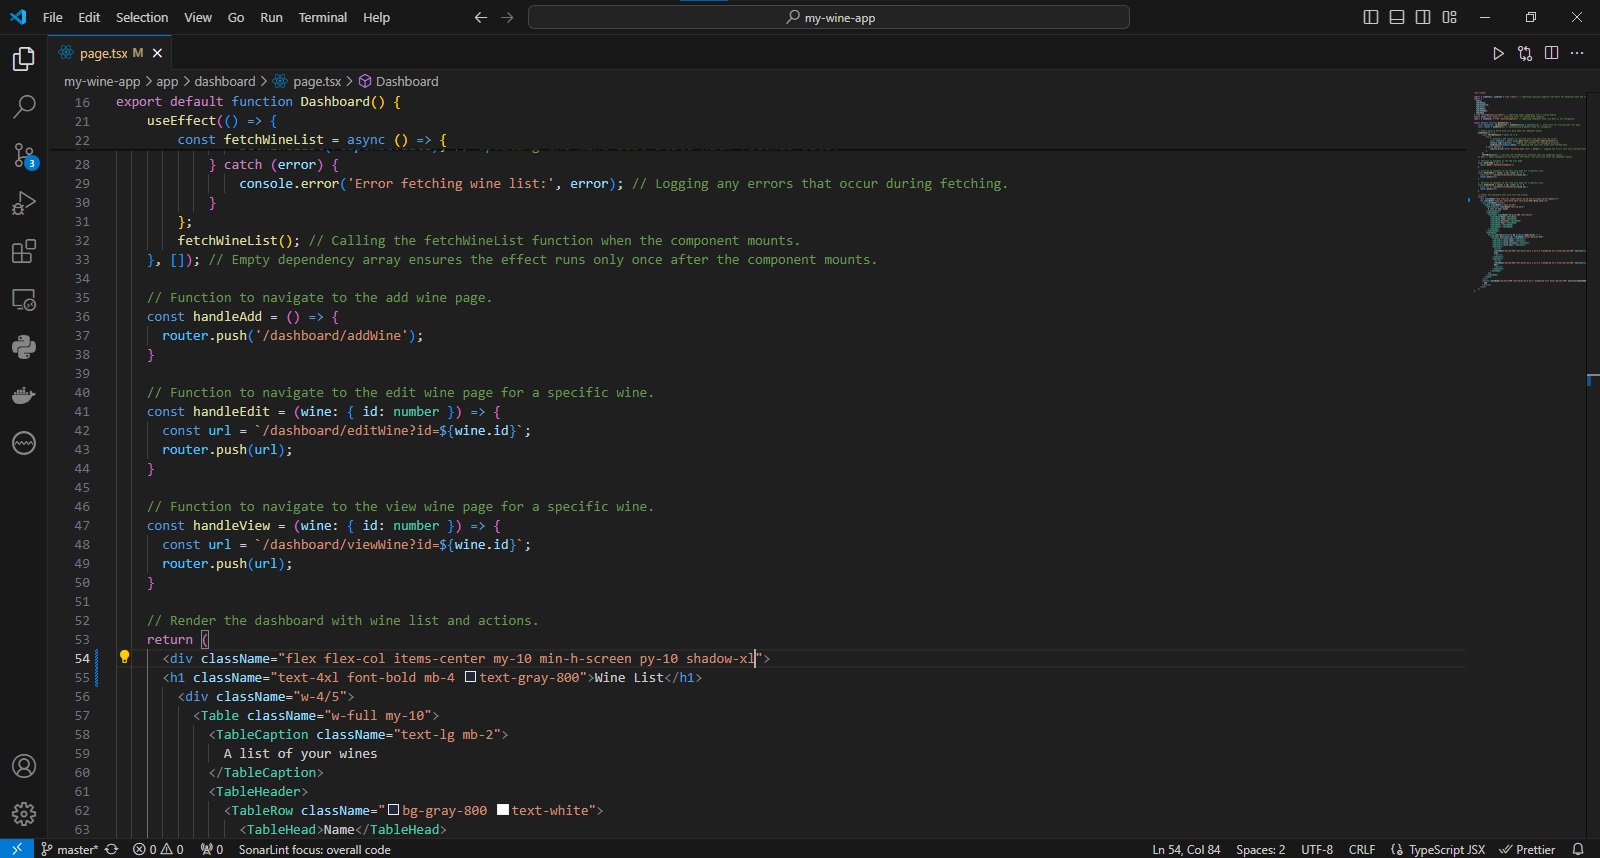 File Edit Selection View Go Run Terminal Help
my-wine-app
page.tsx M
my-wine-app > app > dashboard > page.tsx > Dashboard
16 export default function Dashboard() {
21 useEffect(() => {
22 const fetchWineList = async () => {
28 } catch (error) {
29 console.error('Error fetching wine list:', error); // Logging any errors that occur during fetching.
30 }
31 };
32 fetchWineList(); // Calling the fetchWineList function when the component mounts.
33 }, []); // Empty dependency array ensures the effect runs only once after the component mounts.
34
35 // Function to navigate to the add wine page.
36 const handleAdd = () => {
37 router.push('/dashboard/addWine');
38 }
39
40 // Function to navigate to the edit wine page for a specific wine.
41 const handleEdit = (wine: { id: number }) => {
42 const url = `/dashboard/editWine?id=${wine.id}`;
43 router.push(url);
44 }
45
46 // Function to navigate to the view wine page for a specific wine.
47 const handleView = (wine: { id: number }) => {
48 const url = `/dashboard/viewWine?id=${wine.id}`;
49 router.push(url);
50 }
51
52 // Render the dashboard with wine list and actions.
53 return (
54 <div className="flex flex-col items-center my-10 min-h-screen py-10 shadow-xl">
55 <h1 className="text-4xl font-bold mb-4 text-gray-800">Wine List</h1>
56 <div className="w-4/5">
57 <Table className="w-full my-10">
58 <TableCaption className="text-lg mb-2">
59 A list of your wines
60 </TableCaption>
61 <TableHeader>
62 <TableRow className="bg-gray-800 text-white">
63 <TableHead>Name</TableHead>
3
master* 0 0 0 SonarLint focus: overall code Ln 54, Col 84 Spaces: 2 UTF-8 CRLF TypeScript JSX Prettier